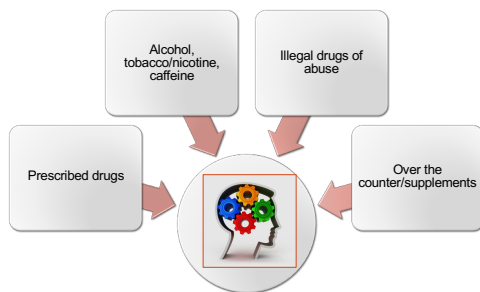 Alcohol,
tobacco/nicotine,
caffeine
Illegal drugs of
abuse
Prescribed drugs
Over the
counter/supplements